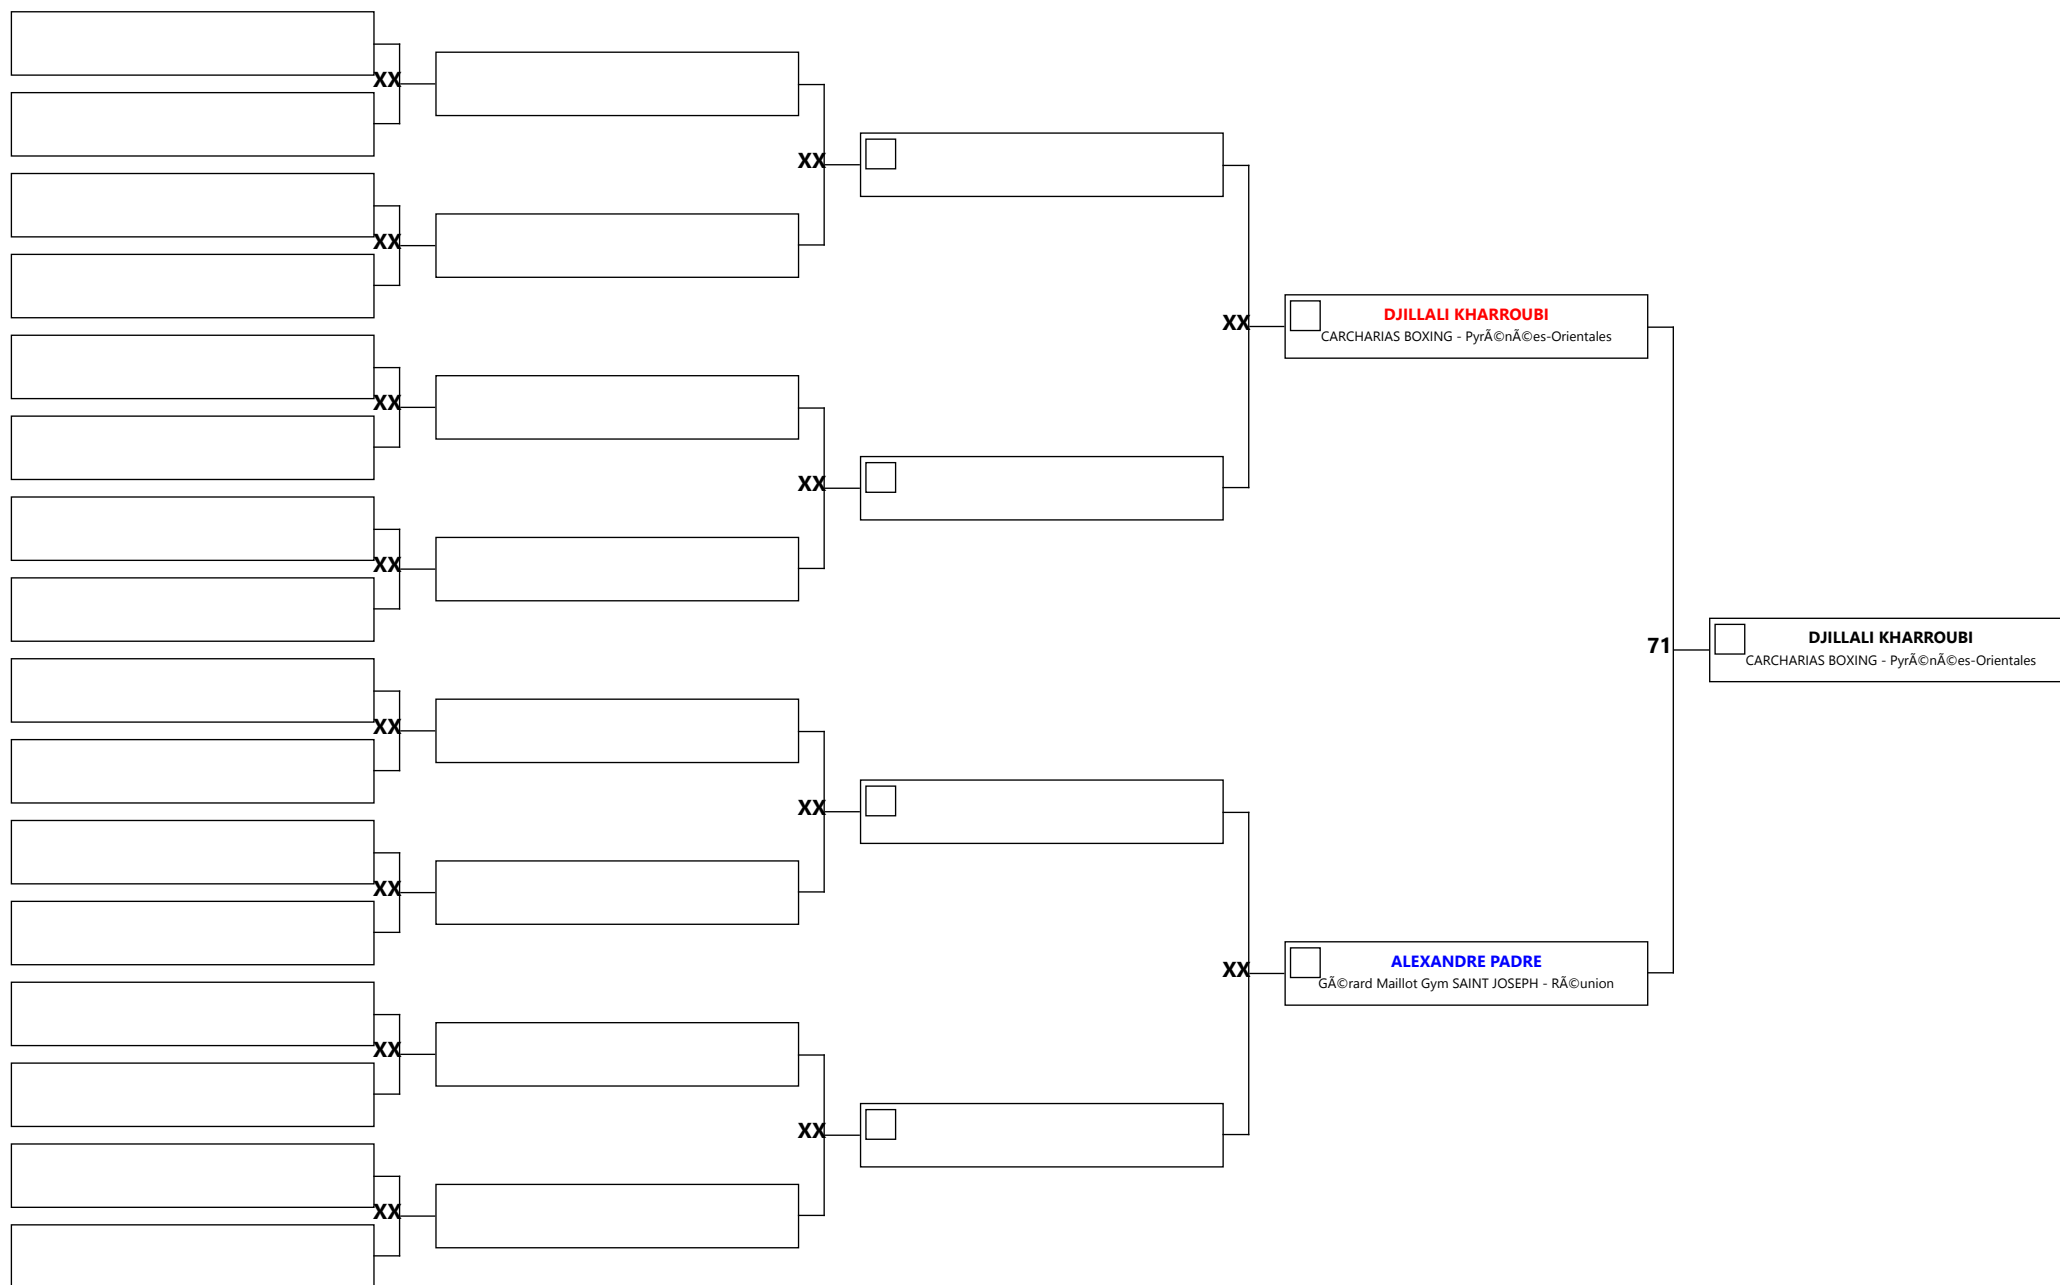 XX
XX
XX
XX
XX
XX
XX
XX
XX
XX
XX
XX
XX
DJILLALI KHARROUBI
CARCHARIAS BOXING - PyrÃ©nÃ©es-Orientales
XX
ALEXANDRE PADRE
GÃ©rard Maillot Gym SAINT JOSEPH - RÃ©union
71
DJILLALI KHARROUBI
CARCHARIAS BOXING - PyrÃ©nÃ©es-Orientales